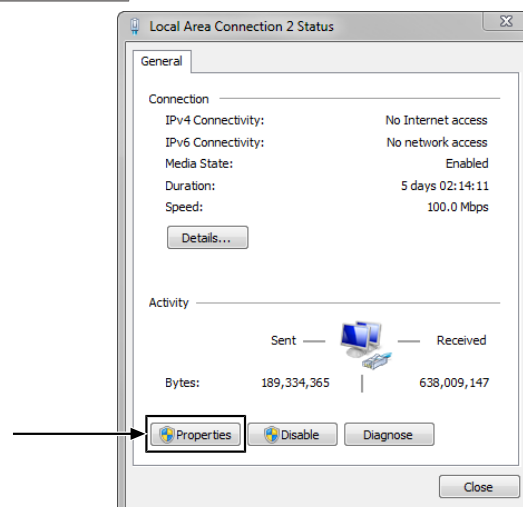 Local Area Connection 2 Status
General
Connection
IPv4 Connectivity: No Internet access
IPv6 Connectivity: No network access
Media State: Enabled
Duration: 5 days 02:14:11
Speed: 100.0 Mbps
Details...
Activity
Sent Received
Bytes: 189,334,365 638,009,147
Properties Disable Diagnose
Close